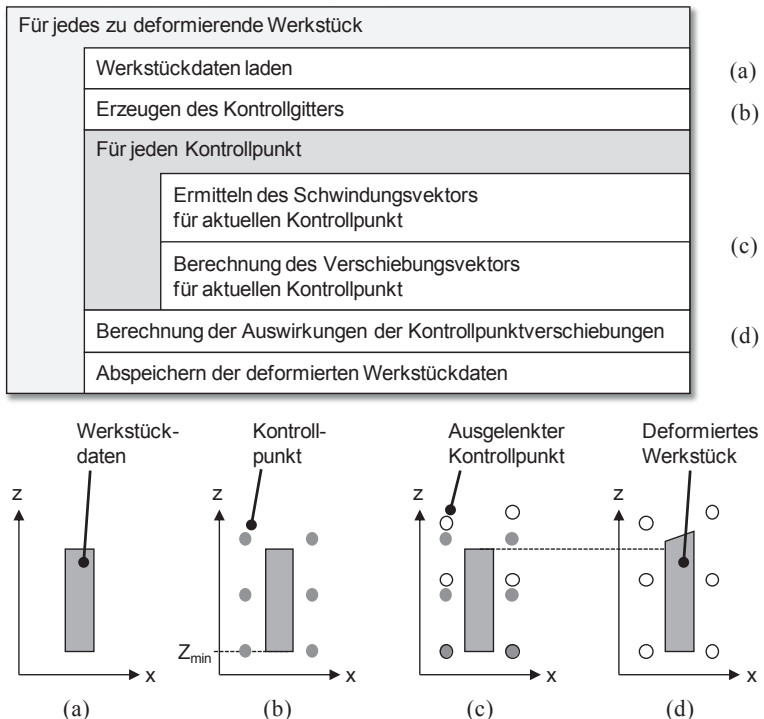 Für jedes zu deformierende Werkstück
Werkstückdaten laden
(a)
Erzeugen des Kontrollgitters
(b)
Für jeden Kontrollpunkt
Ermitteln des Schwindungsvektors
für aktuellen Kontrollpunkt
(c)
Berechnung des Verschiebungsvektors
für aktuellen Kontrollpunkt
Berechnung der Auswirkungen der Kontrollpunktverschiebungen
(d)
Abspeichern der deformierten Werkstückdaten
Werkstück-
daten
z
x
(a)
Kontroll-
punkt
z
Zmin
x
(b)
Ausgelenkter
Kontrollpunkt
z
x
(c)
Deformiertes
Werkstück
z
x
(d)